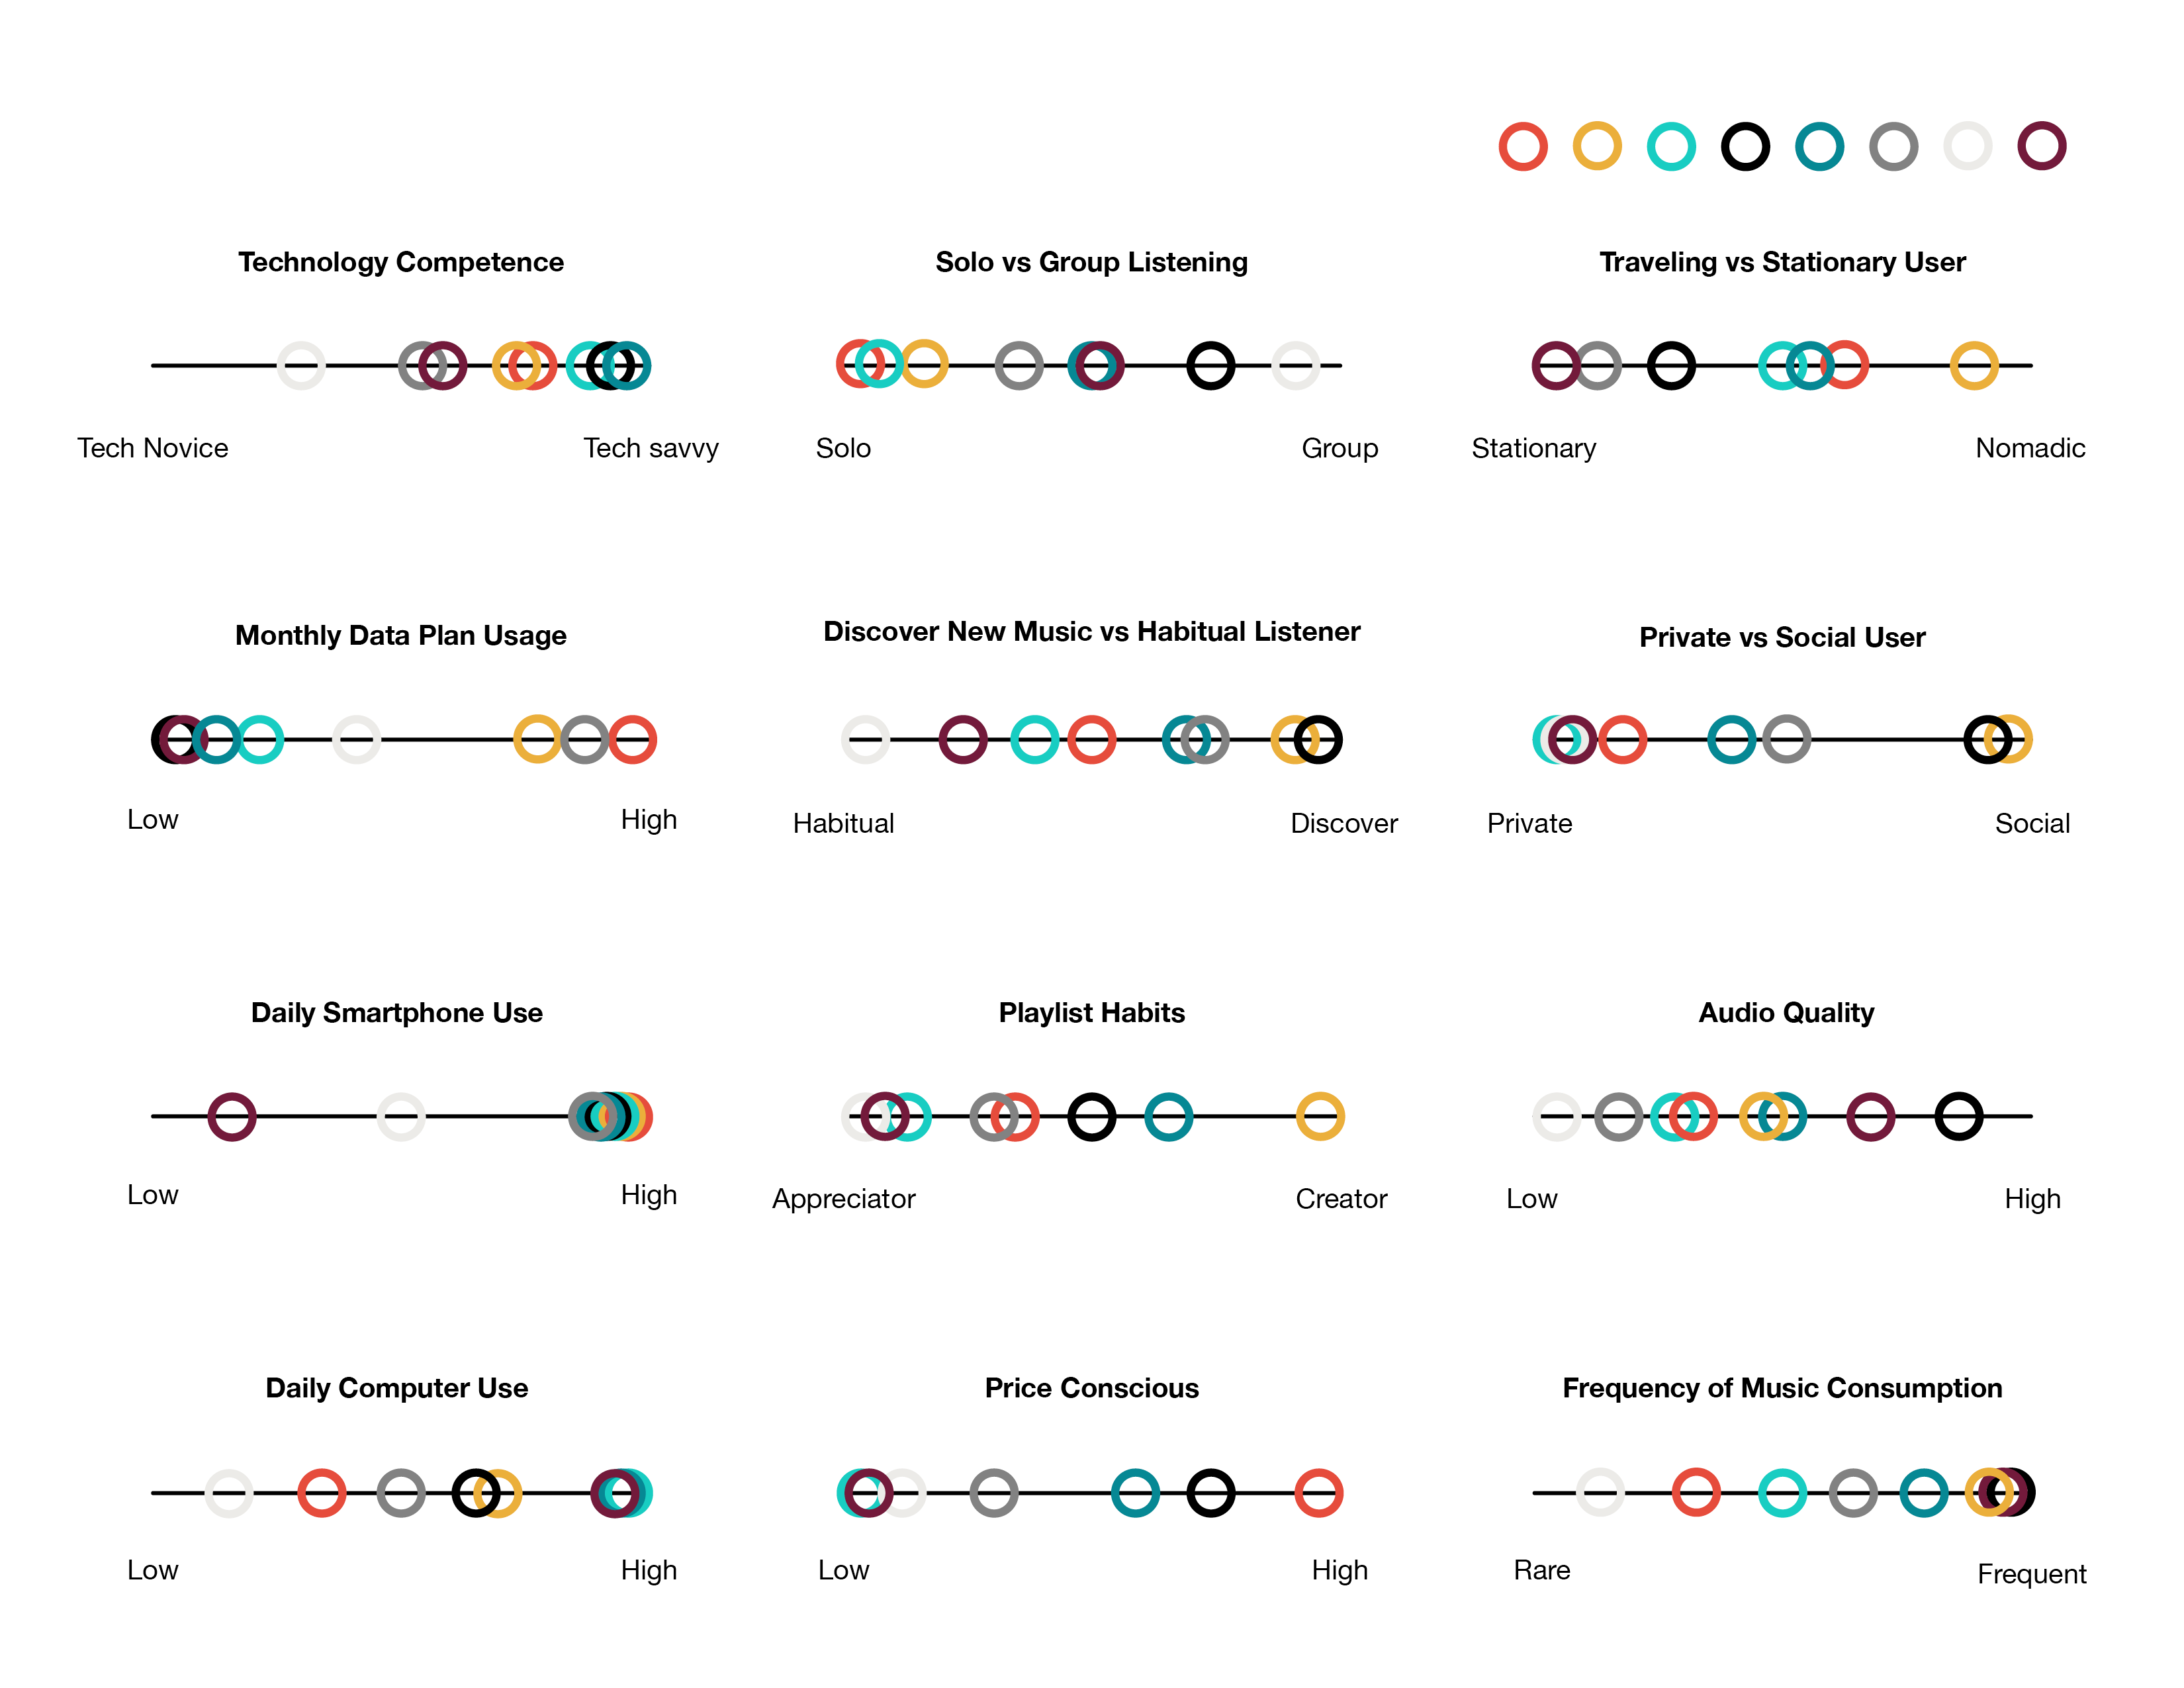 Technology Competence
Tech Novice
Tech savvy
Solo vs Group Listening
Solo
Group
Traveling vs Stationary User
Stationary
Nomadic
Monthly Data Plan Usage
Low
High
Discover New Music vs Habitual Listener
Habitual
Discover
Private vs Social User
Private
Social
Daily Smartphone Use
Low
High
Playlist Habits
Appreciator
Creator
Audio Quality
Low
High
Daily Computer Use
Low
High
Price Conscious
Low
High
Frequency of Music Consumption
Rare
Frequent